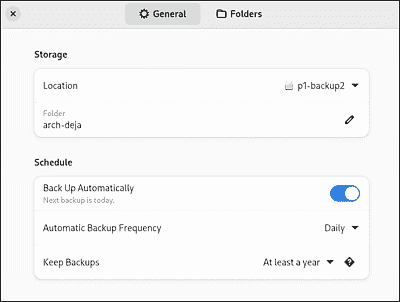 General
Folders
Storage
Location
p1-backup2
Folder
arch-deja
Schedule
Back Up Automatically
Next backup is today.
Automatic Backup Frequency
Daily
Keep Backups
At least a year